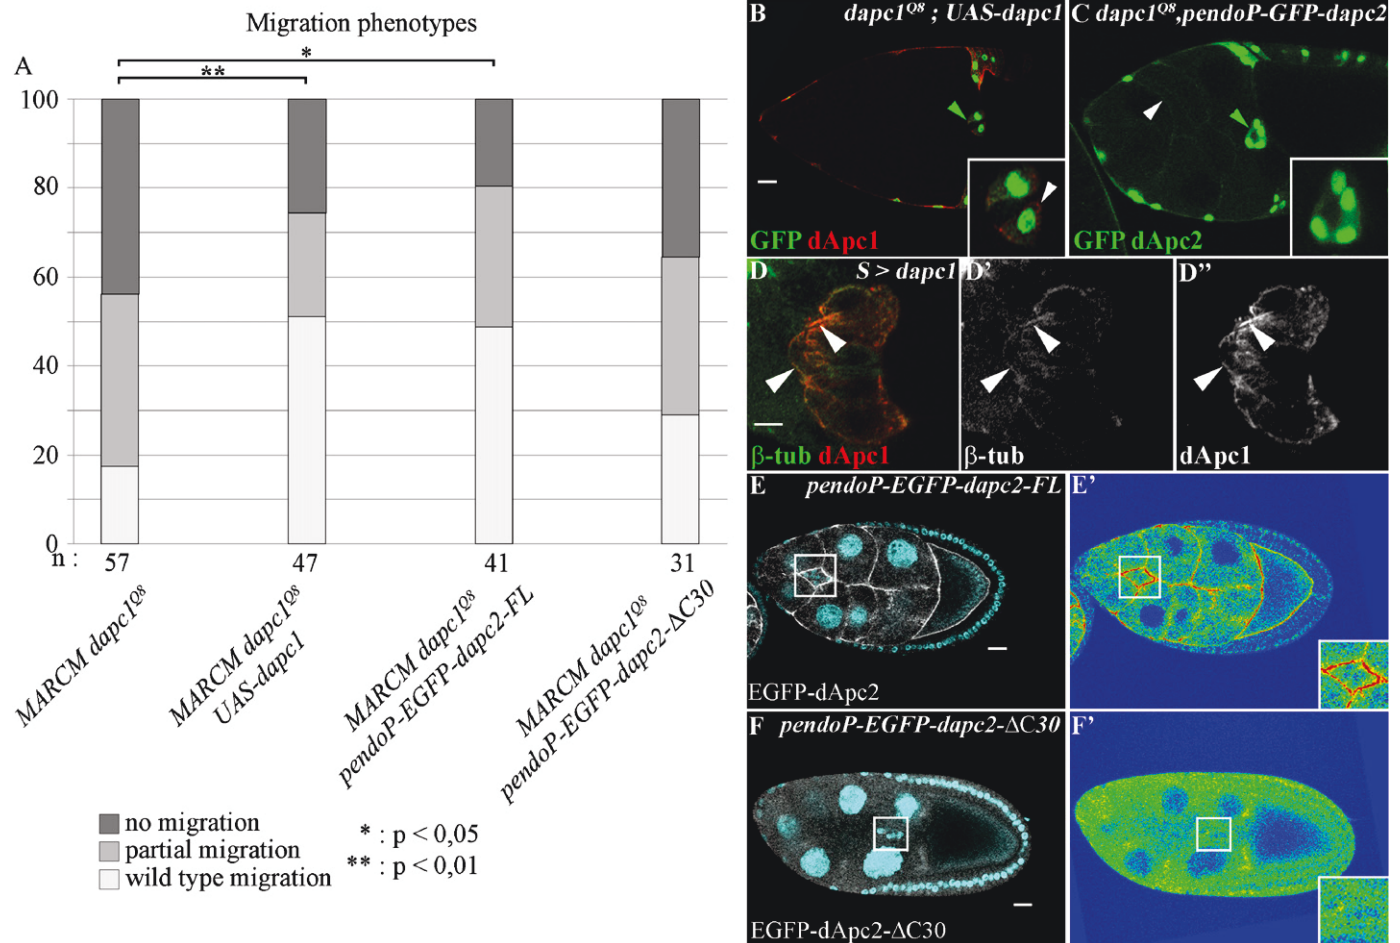 Migration phenotypes
A
*
**
100
80
60
40
20
0
n :
57
47
41
31
MARCM dapc1Q8
MARCM dapc1Q8
UAS-dapc1
MARCM dapc1Q8
pendoP-EGFP-dapc2-FL
MARCM dapc1Q8
pendoP-EGFP-dapc2-ΔC30
no migration
partial migration
wild type migration
* : p < 0,05
** : p < 0,01
B
dapc1Q8 ; UAS-dapc1
GFP dApc1
C
dapc1Q8,pendoP-GFP-dapc2
GFP dApc2
D
S > dapc1
β-tub dApc1
D'
β-tub
D''
dApc1
E
pendoP-EGFP-dapc2-FL
EGFP-dApc2
E'
F
pendoP-EGFP-dapc2-ΔC30
EGFP-dApc2-ΔC30
F'